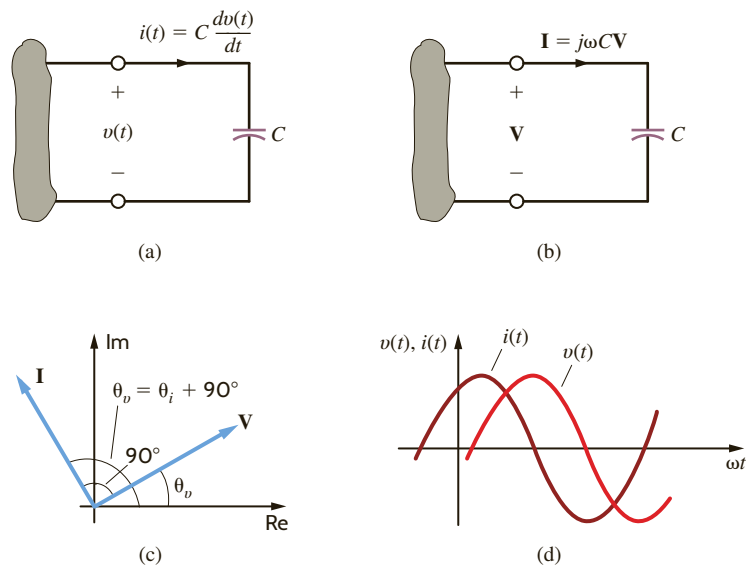 i(t) = C dv(t)/dt
+
v(t)
−
C
(a)
I = jωCV
+
V
−
C
(b)
Im
I
θv = θi + 90°
V
90°
θv
Re
(c)
v(t), i(t)
i(t)
v(t)
ωt
(d)